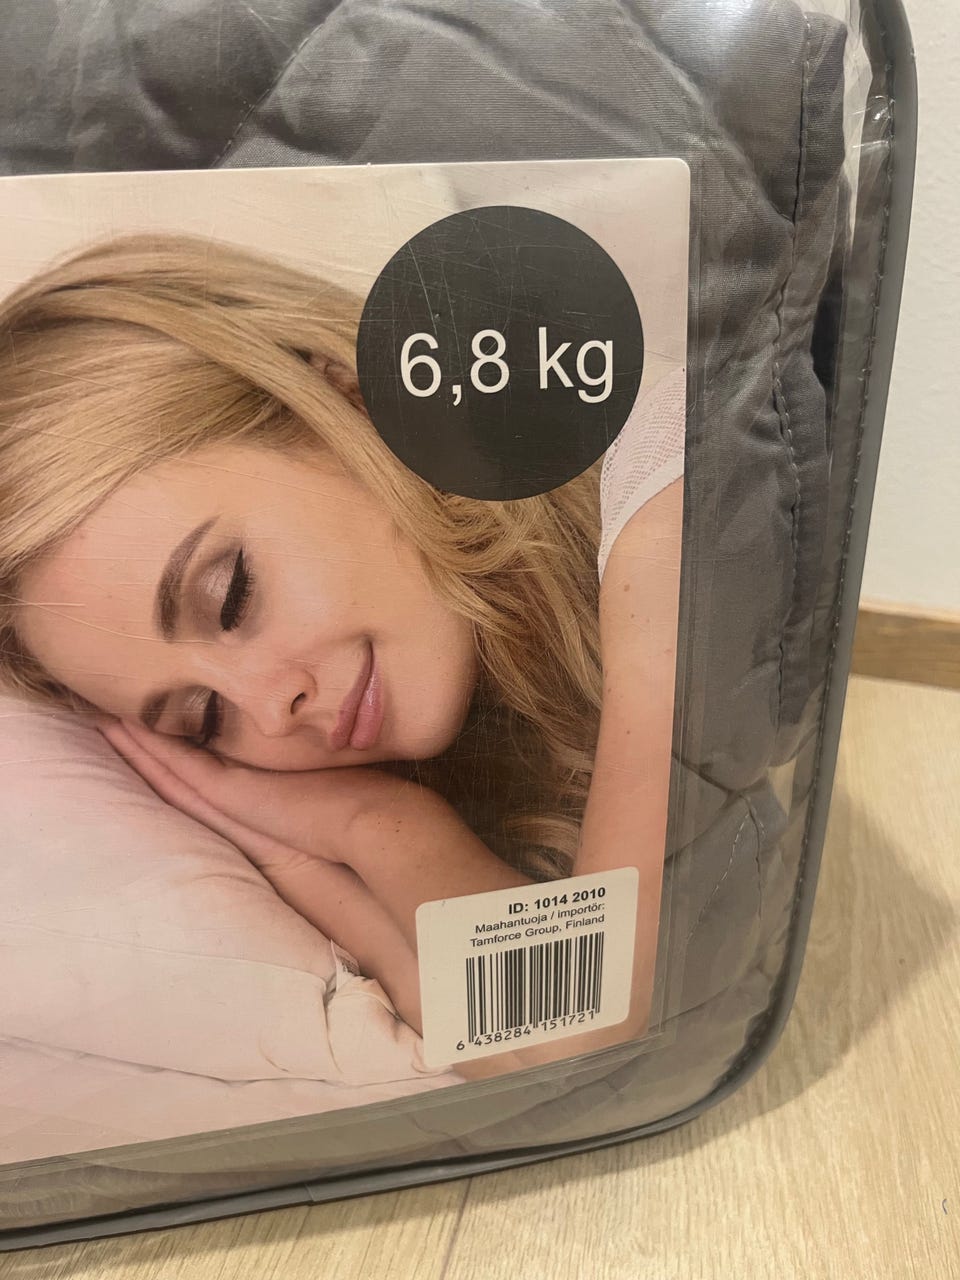 6,8 kg
ID: 1014 2010
Maahantuoja / importör:
Tamforce Group, Finland
6 438284 151721